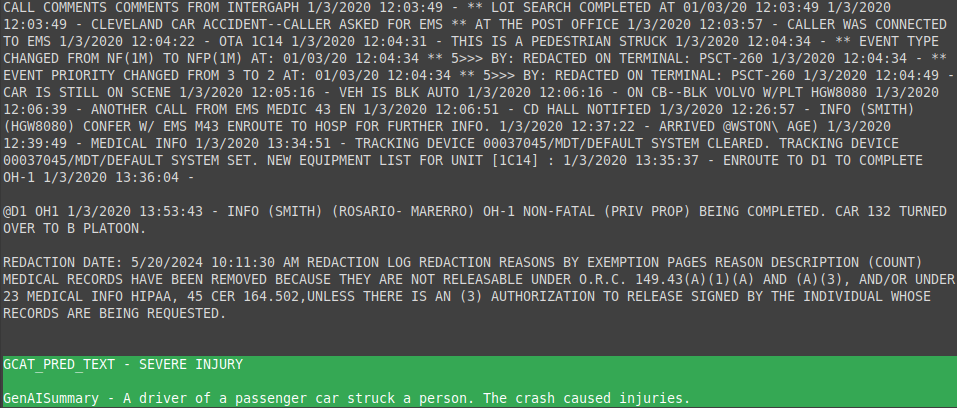 CALL COMMENTS COMMENTS FROM INTERGAPH 1/3/2020 12:03:49 - ** LOI SEARCH COMPLETED AT 01/03/20 12:03:49 1/3/2020
12:03:49 - CLEVELAND CAR ACCIDENT--CALLER ASKED FOR EMS ** AT THE POST OFFICE 1/3/2020 12:03:57 - CALLER WAS CONNECTED
TO EMS 1/3/2020 12:04:22 - OTA 1C14 1/3/2020 12:04:31 - THIS IS A PEDESTRIAN STRUCK 1/3/2020 12:04:34 - ** EVENT TYPE
CHANGED FROM NF(1M) TO NFP(1M) AT: 01/03/20 12:04:34 ** 5>>> BY: REDACTED ON TERMINAL: PSCT-260 1/3/2020 12:04:34 - **
EVENT PRIORITY CHANGED FROM 3 TO 2 AT: 01/03/20 12:04:34 ** 5>>> BY: REDACTED ON TERMINAL: PSCT-260 1/3/2020 12:04:49 -
CAR IS STILL ON SCENE 1/3/2020 12:05:16 - VEH IS BLK AUTO 1/3/2020 12:06:16 - ON CB--BLK VOLVO W/PLT HGW8080 1/3/2020
12:06:39 - ANOTHER CALL FROM EMS MEDIC 43 EN 1/3/2020 12:06:51 - CD HALL NOTIFIED 1/3/2020 12:26:57 - INFO (SMITH)
(HGW8080) CONFER W/ EMS M43 ENROUTE TO HOSP FOR FURTHER INFO. 1/3/2020 12:37:22 - ARRIVED @WSTON\ AGE) 1/3/2020
12:39:49 - MEDICAL INFO 1/3/2020 13:34:51 - TRACKING DEVICE 00037045/MDT/DEFAULT SYSTEM CLEARED. TRACKING DEVICE
00037045/MDT/DEFAULT SYSTEM SET. NEW EQUIPMENT LIST FOR UNIT [1C14] : 1/3/2020 13:35:37 - ENROUTE TO D1 TO COMPLETE
OH-1 1/3/2020 13:36:04 -
@D1 OH1 1/3/2020 13:53:43 - INFO (SMITH) (ROSARIO- MARERRO) OH-1 NON-FATAL (PRIV PROP) BEING COMPLETED. CAR 132 TURNED
OVER TO B PLATOON.
REDACTION DATE: 5/20/2024 10:11:30 AM REDACTION LOG REDACTION REASONS BY EXEMPTION PAGES REASON DESCRIPTION (COUNT)
MEDICAL RECORDS HAVE BEEN REMOVED BECAUSE THEY ARE NOT RELEASABLE UNDER O.R.C. 149.43(A)(1)(A) AND (A)(3), AND/OR UNDER
23 MEDICAL INFO HIPAA, 45 CER 164.502,UNLESS THERE IS AN (3) AUTHORIZATION TO RELEASE SIGNED BY THE INDIVIDUAL WHOSE
RECORDS ARE BEING REQUESTED.
GCAT_PRED_TEXT - SEVERE INJURY
GenAISummary - A driver of a passenger car struck a person. The crash caused injuries.